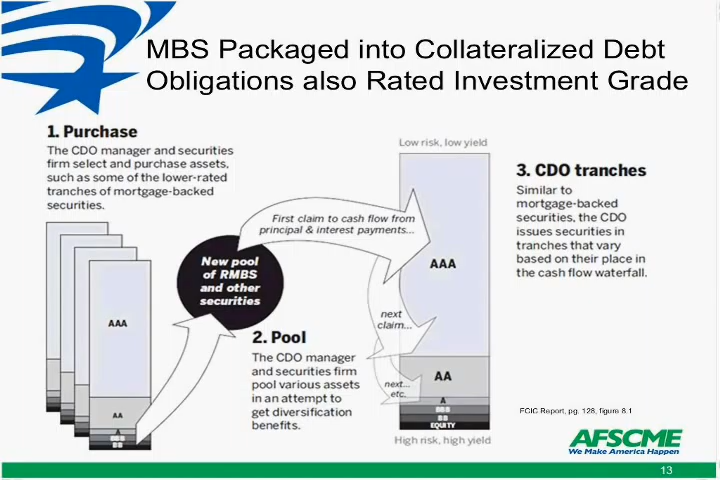 MBS Packaged into Collateralized Debt
Obligations also Rated Investment Grade
1. Purchase
The CDO manager and securities
firm select and purchase assets,
such as some of the lower-rated
tranches of mortgage-backed
securities.
AAA
AA
A
BBB
BB
New pool
of RMBS
and other
securities
2. Pool
The CDO manager
and securities firm
pool various assets
in an attempt to
get diversification
benefits.
First claim to cash flow from
principal & interest payments...
next
claim...
next...
etc.
Low risk, low yield
AAA
AA
A
BBB
BB
EQUITY
High risk, high yield
3. CDO tranches
Similar to
mortgage-backed
securities, the CDO
issues securities in
tranches that vary
based on their place in
the cash flow waterfall.
FCIC Report, pg. 128, figure 8.1
AFSCME
We Make America Happen
13